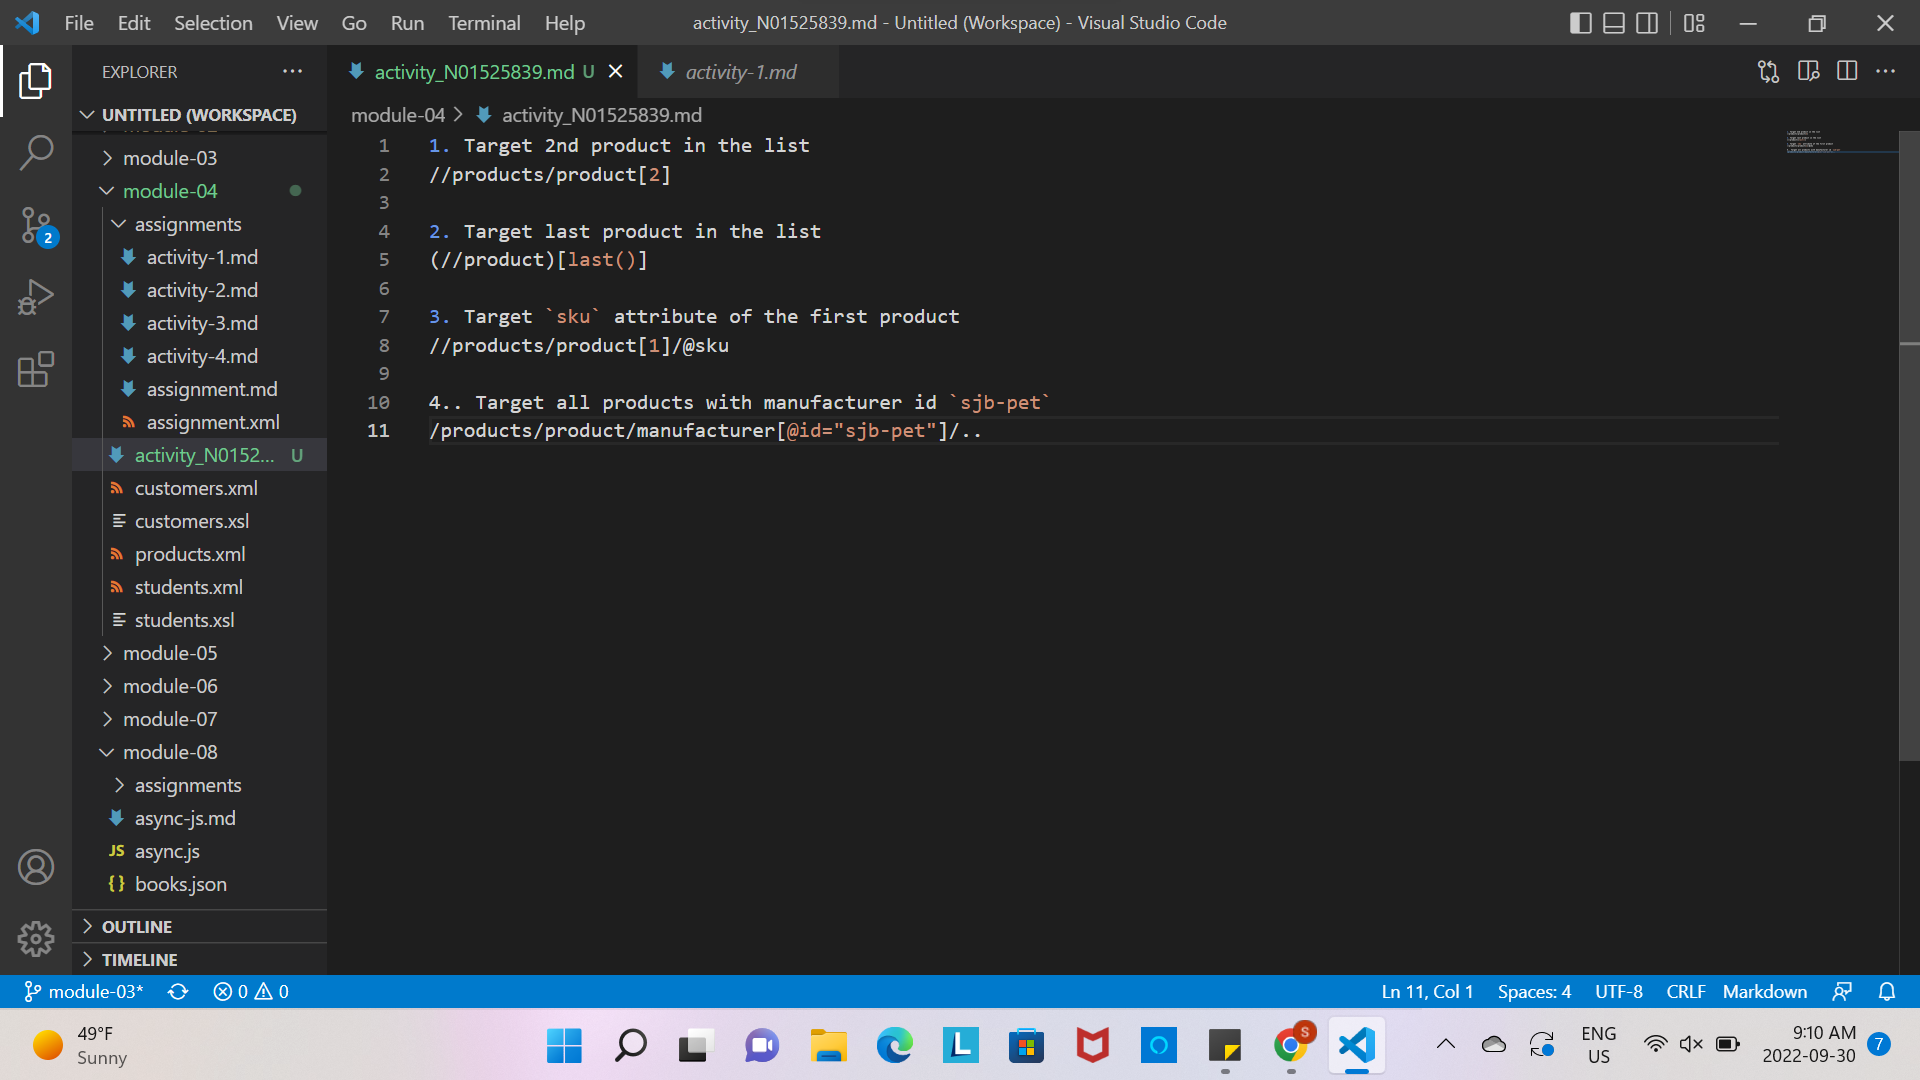 File Edit Selection View Go Run Terminal Help
activity_N01525839.md - Untitled (Workspace) - Visual Studio Code
EXPLORER
UNTITLED (WORKSPACE)
module-03
module-04
assignments
activity-1.md
activity-2.md
activity-3.md
activity-4.md
assignment.md
assignment.xml
activity_N0152... U
customers.xml
customers.xsl
products.xml
students.xml
students.xsl
module-05
module-06
module-07
module-08
assignments
async-js.md
JS async.js
{} books.json
OUTLINE
TIMELINE
2
activity_N01525839.md U
activity-1.md
module-04 > activity_N01525839.md
1 1. Target 2nd product in the list
2 //products/product[2]
3
4 2. Target last product in the list
5 (//product)[last()]
6
7 3. Target `sku` attribute of the first product
8 //products/product[1]/@sku
9
10 4.. Target all products with manufacturer id `sjb-pet`
11 /products/product/manufacturer[@id="sjb-pet"]/..
module-03* 0 0
Ln 11, Col 1 Spaces: 4 UTF-8 CRLF Markdown
49°F
Sunny
L
S
ENG
US
9:10 AM
2022-09-30
7